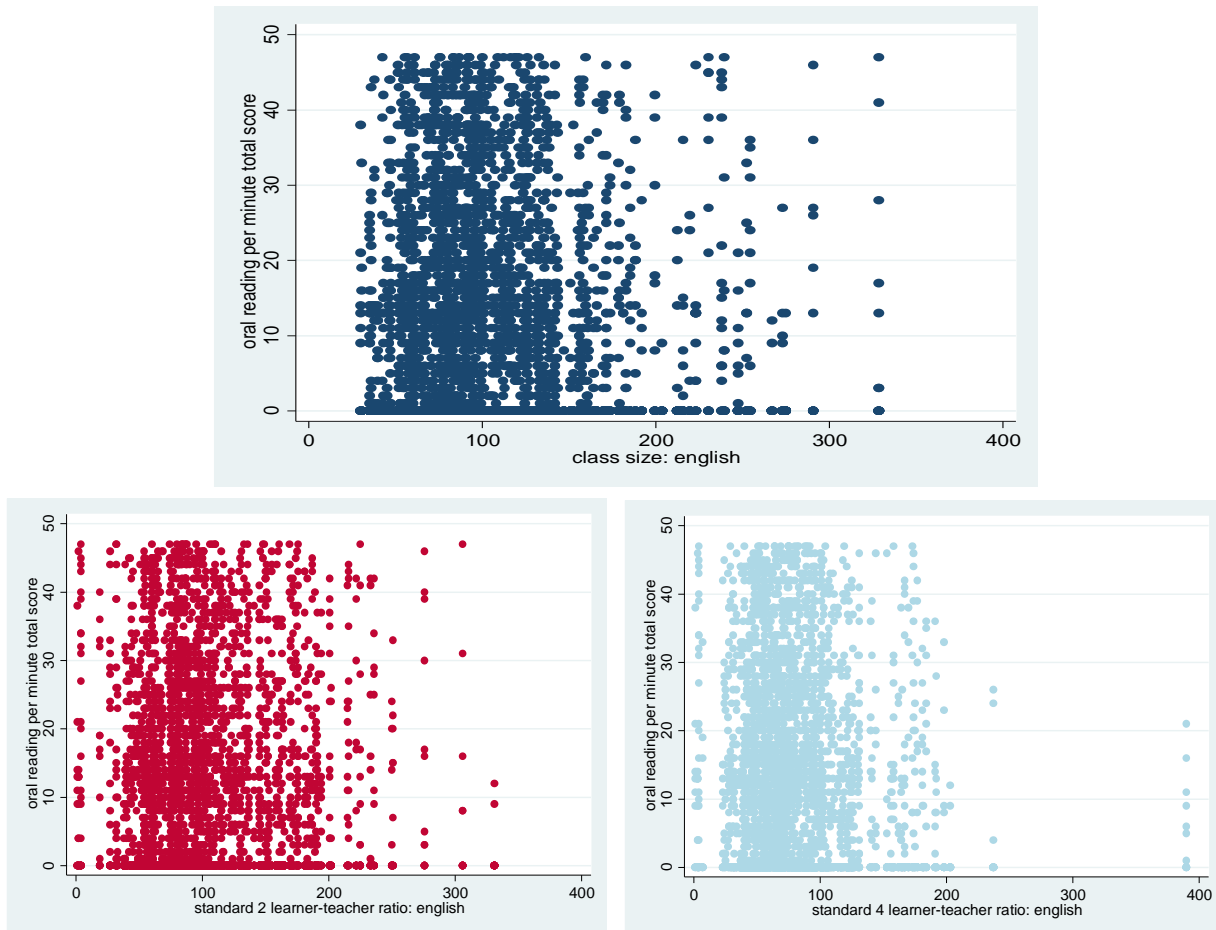 oral reading per minute total score
50
40
30
20
10
0
0 100 200 300 400
class size: english
oral reading per minute total score
50
40
30
20
10
0
0 100 200 300 400
standard 2 learner-teacher ratio: english
oral reading per minute total score
50
40
30
20
10
0
0 100 200 300 400
standard 4 learner-teacher ratio: english